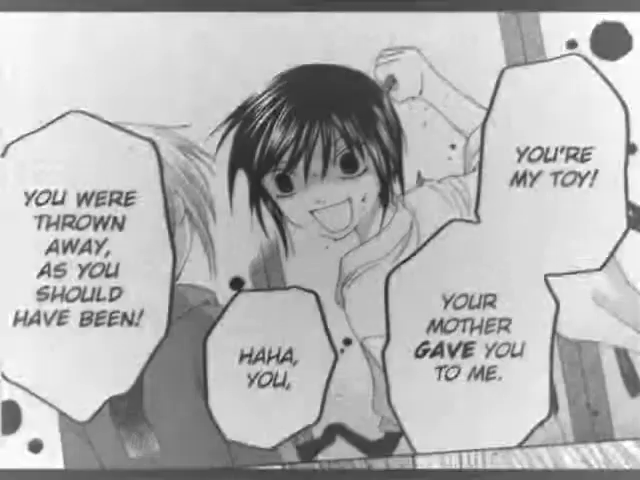 YOU'RE
MY TOY!
YOUR
MOTHER
GAVE YOU
TO ME.
HAHA,
YOU,
YOU WERE
THROWN
AWAY,
AS YOU
SHOULD
HAVE BEEN!